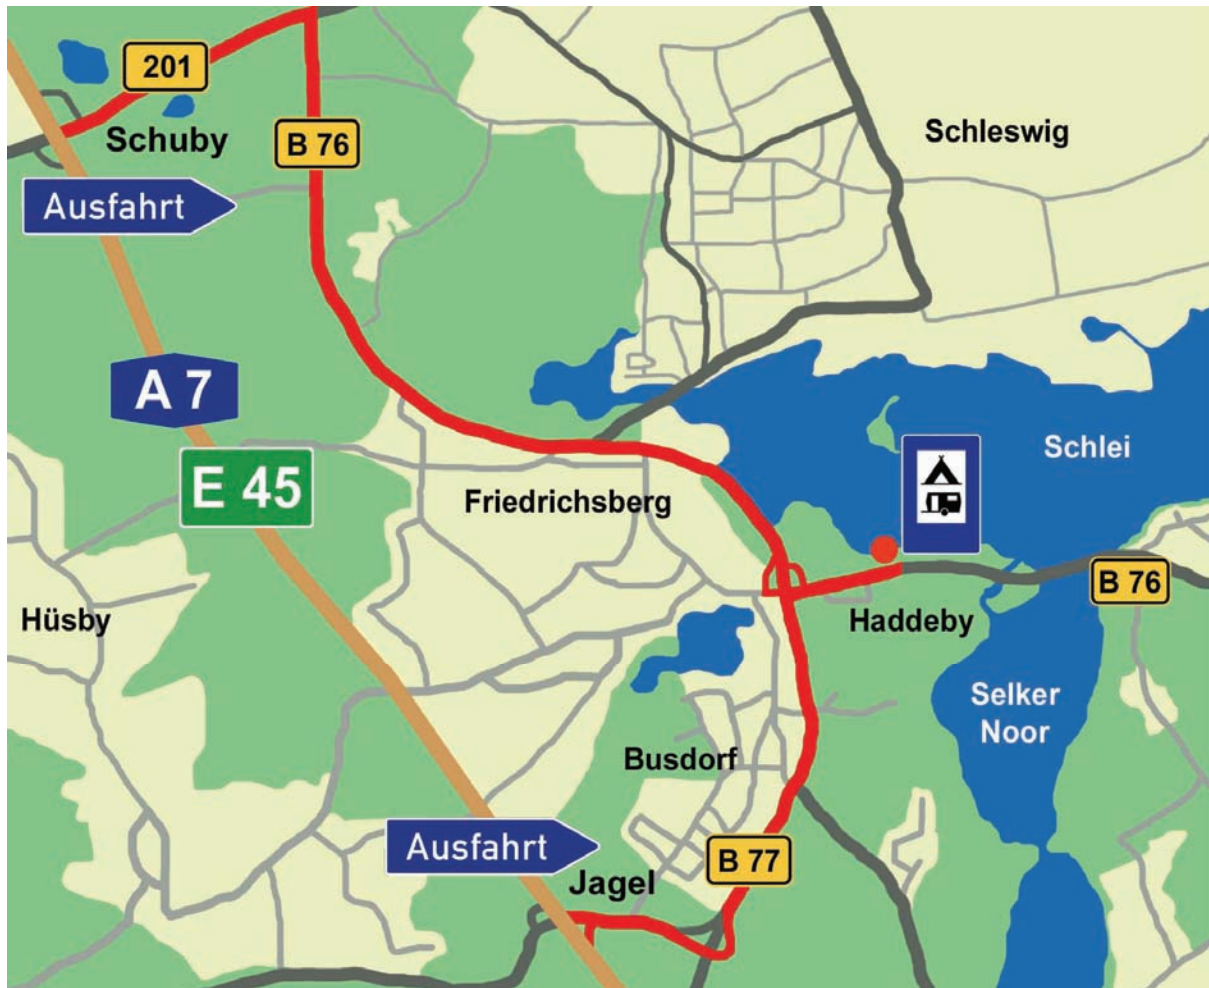 201
Schuby
B 76
Schleswig
Ausfahrt
A 7
E 45
Schlei
Friedrichsberg
B 76
Hüsby
Haddeby
Selker
Noor
Busdorf
Ausfahrt
B 77
Jagel